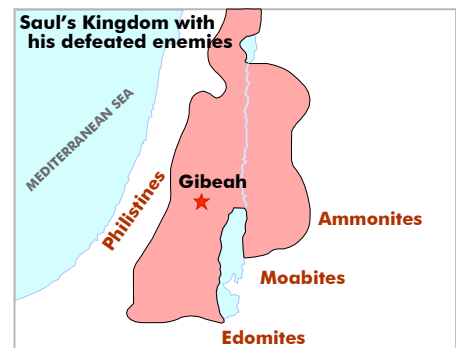 Saul's Kingdom with
his defeated enemies
MEDITERRANEAN SEA
Philistines
Gibeah
Ammonites
Moabites
Edomites